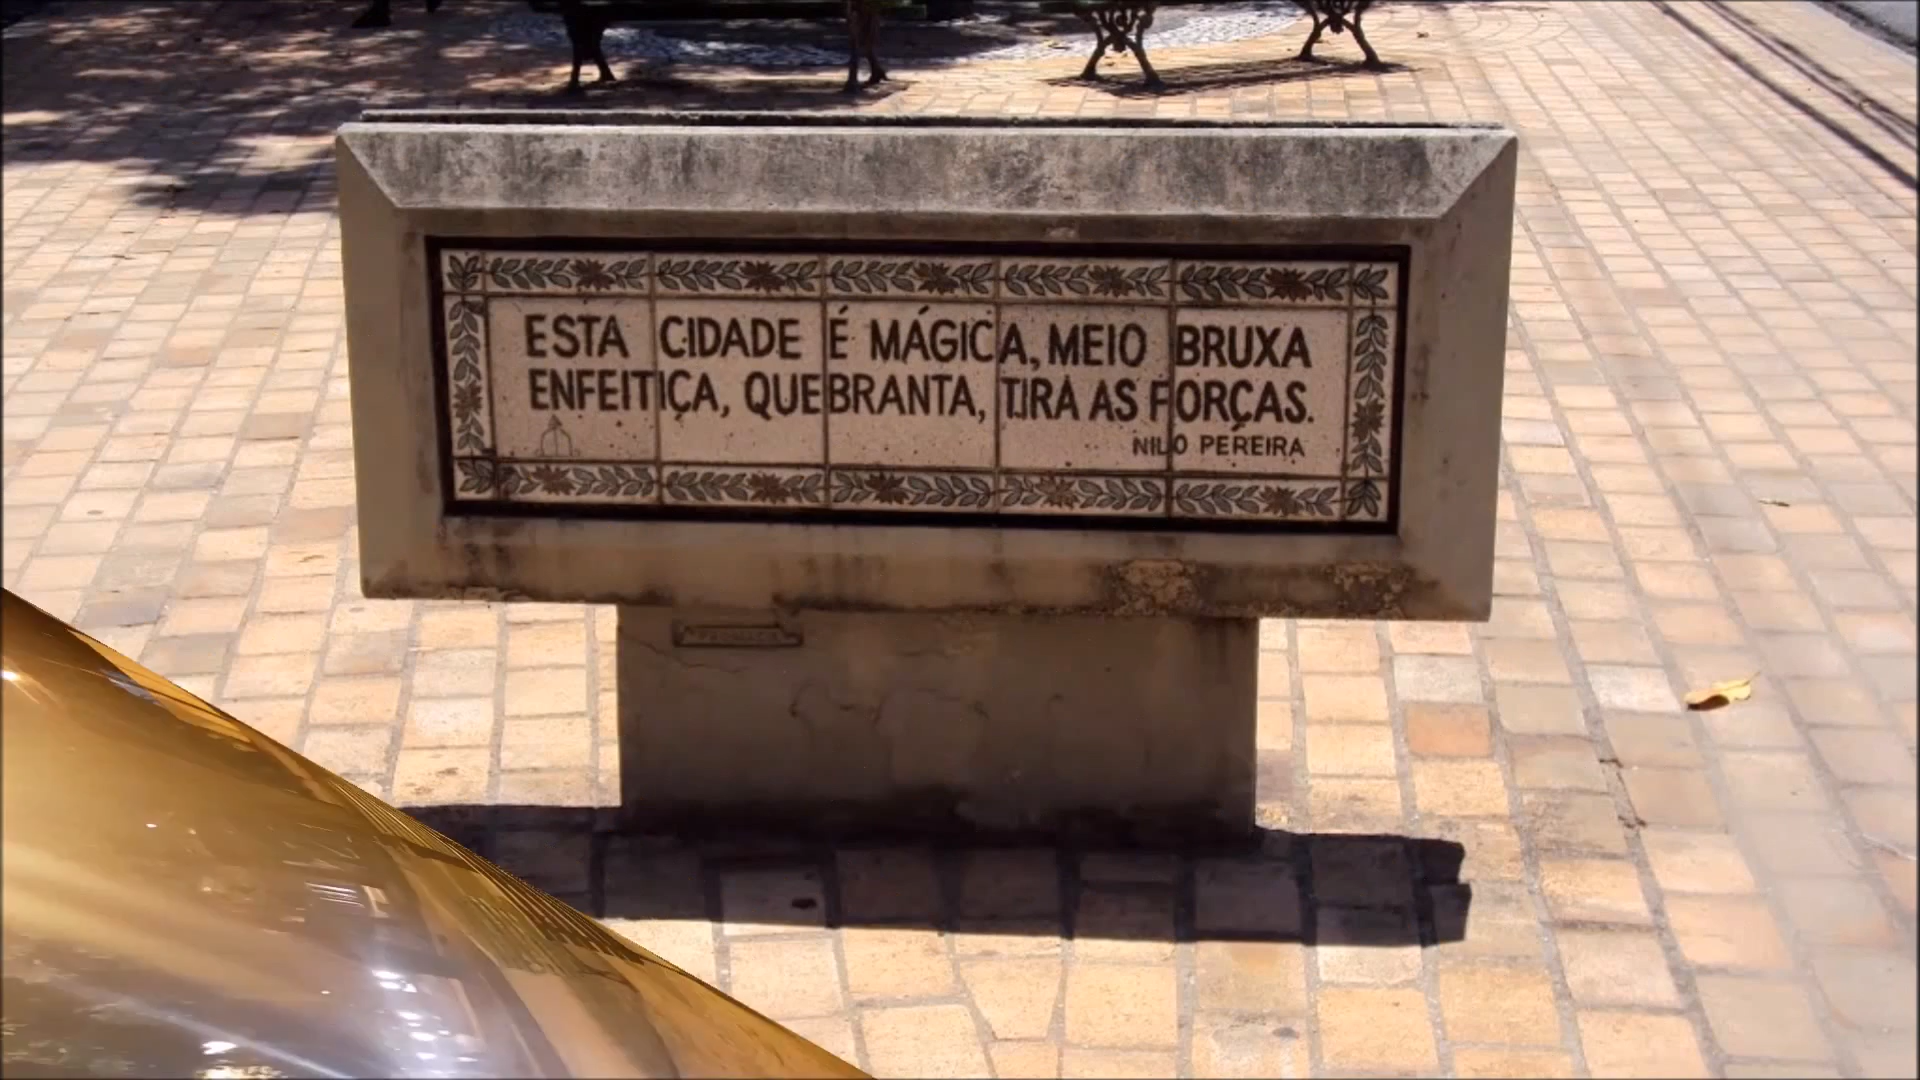 ESTA CIDADE É MÁGICA, MEIO BRUXA
ENFEITIÇA, QUEBRANTA, TIRA AS FORÇAS.
NILO PEREIRA